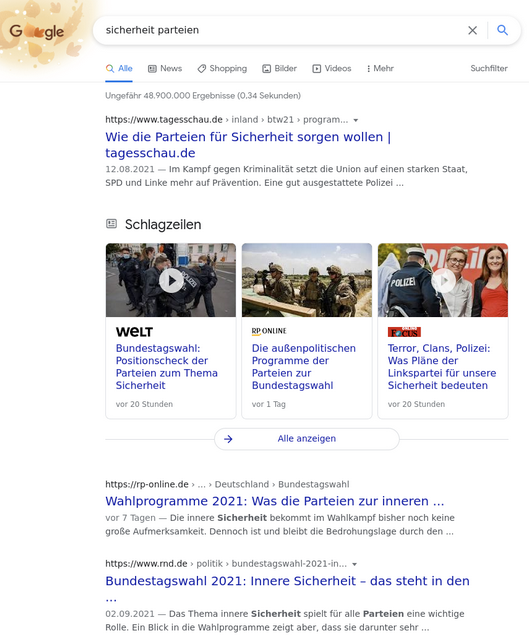 Google
sicherheit parteien
Alle
News
Shopping
Bilder
Videos
Mehr
Suchfilter
Ungefähr 48.900.000 Ergebnisse (0,34 Sekunden)
https://www.tagesschau.de › inland › btw21 › program...
Wie die Parteien für Sicherheit sorgen wollen |
tagesschau.de
12.08.2021 — Im Kampf gegen Kriminalität setzt die Union auf einen starken Staat,
SPD und Linke mehr auf Prävention. Eine gut ausgestattete Polizei ...
Schlagzeilen
POLIZEI
WELT
Bundestagswahl:
Positionscheck der
Parteien zum Thema
Sicherheit
vor 20 Stunden
RP ONLINE
Die außenpolitischen
Programme der
Parteien zur
Bundestagswahl
vor 1 Tag
ONLINE
FOCUS
Terror, Clans, Polizei:
Was Pläne der
Linkspartei für unsere
Sicherheit bedeuten
vor 20 Stunden
Alle anzeigen
https://rp-online.de › ... › Deutschland › Bundestagswahl
Wahlprogramme 2021: Was die Parteien zur inneren ...
vor 7 Tagen — Die innere Sicherheit bekommt im Wahlkampf bisher noch keine
große Aufmerksamkeit. Dennoch ist und bleibt die Bedrohungslage durch den ...
https://www.rnd.de › politik › bundestagswahl-2021-in...
Bundestagswahl 2021: Innere Sicherheit – das steht in den
...
02.09.2021 — Das Thema innere Sicherheit spielt für alle Parteien eine wichtige
Rolle. Ein Blick in die Wahlprogramme zeigt aber, dass sie darunter sehr ...